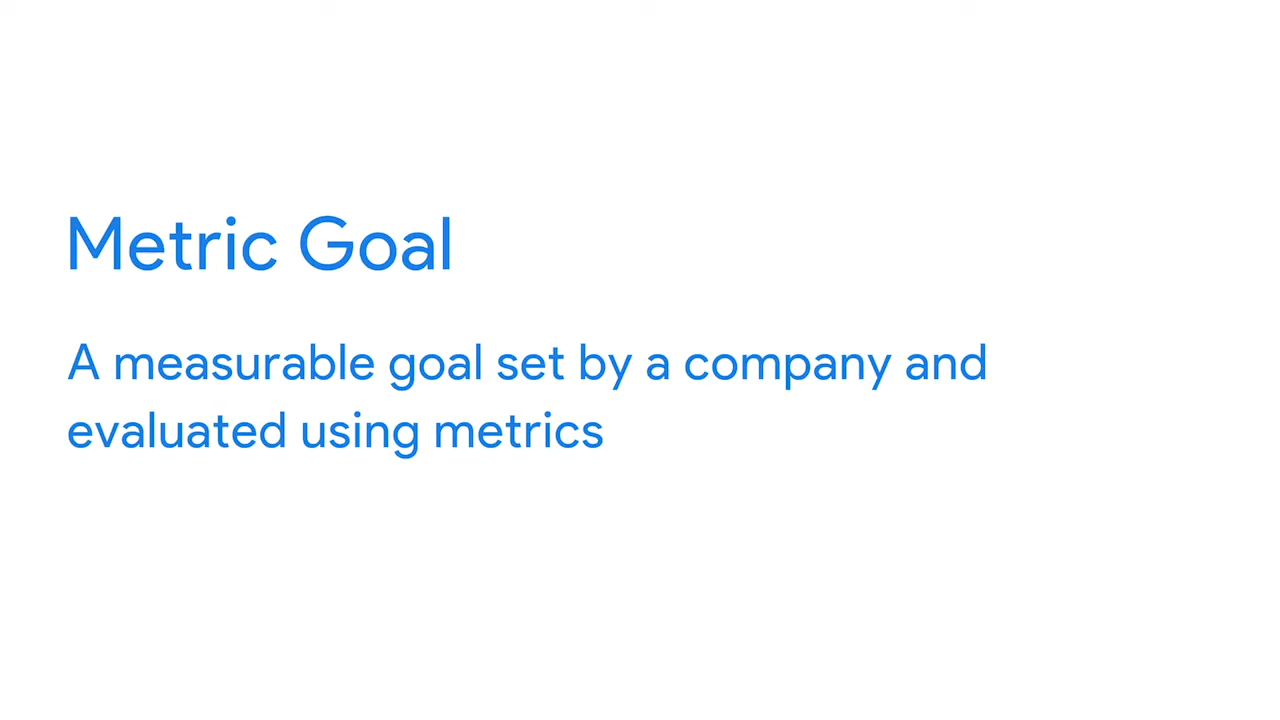 Metric Goal
A measurable goal set by a company and
evaluated using metrics